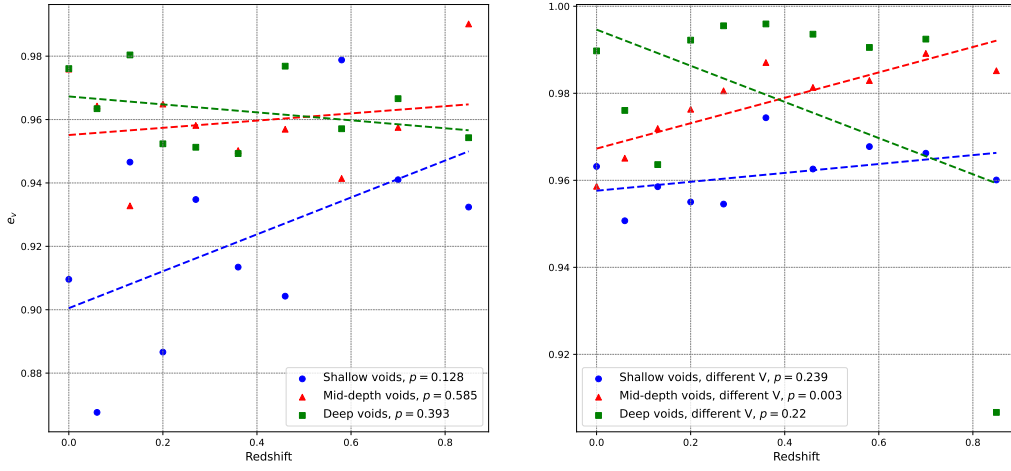 0.98
0.96
0.94
0.92
0.90
0.88
e_v
0.0 0.2 0.4 0.6 0.8
Redshift
Shallow voids, p = 0.128
Mid-depth voids, p = 0.585
Deep voids, p = 0.393
1.00
0.98
0.96
0.94
0.92
0.0 0.2 0.4 0.6 0.8
Redshift
Shallow voids, different V, p = 0.239
Mid-depth voids, different V, p = 0.003
Deep voids, different V, p = 0.22